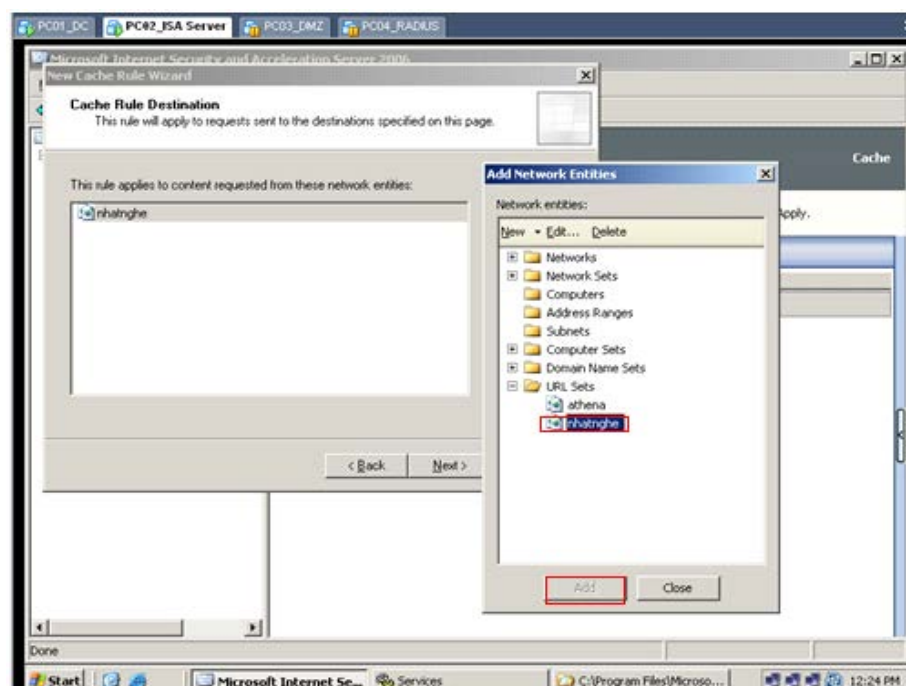 PC01_DC PC02_ISA Server PC03_DMZ PC04_RADIUS
Microsoft Internet Security and Acceleration Server 2006
New Cache Rule Wizard
Cache Rule Destination
This rule will apply to requests sent to the destinations specified on this page.
Cache
This rule applies to content requested from these network entities:
nhatnghe
Add Network Entities
Network entities:
New Edit... Delete
Networks
Network Sets
Computers
Address Ranges
Subnets
Computer Sets
Domain Name Sets
URL Sets
athena
nhatnghe
Apply.
< Back Next >
Add Close
Done
Start Microsoft Internet Se... Services C:\Program Files\Microso... 12:24 PM